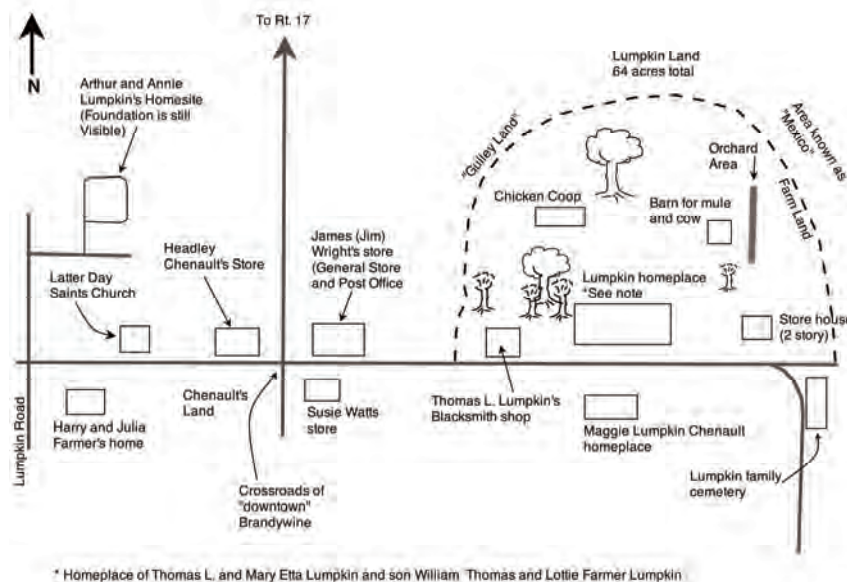 To Rt. 17
N
Arthur and Annie
Lumpkin's Homesite
(Foundation is still
Visible)
Lumpkin Land
64 acres total
"Gulley Land"
Area known as
"Mexico"
Orchard
Area
Farm Land
Chicken Coop
Barn for mule
and cow
Headley
Chenault's Store
James (Jim)
Wright's store
(General Store
and Post Office
Latter Day
Saints Church
Lumpkin homeplace
*See note
Store house
(2 story)
Lumpkin Road
Harry and Julia
Farmer's home
Chenault's
Land
Susie Watts
store
Thomas L. Lumpkin's
Blacksmith shop
Maggie Lumpkin Chenault
homeplace
Lumpkin family
cemetery
Crossroads of
"downtown"
Brandywine
* Homeplace of Thomas L. and Mary Etta Lumpkin and son William Thomas and Lottie Farmer Lumpkin